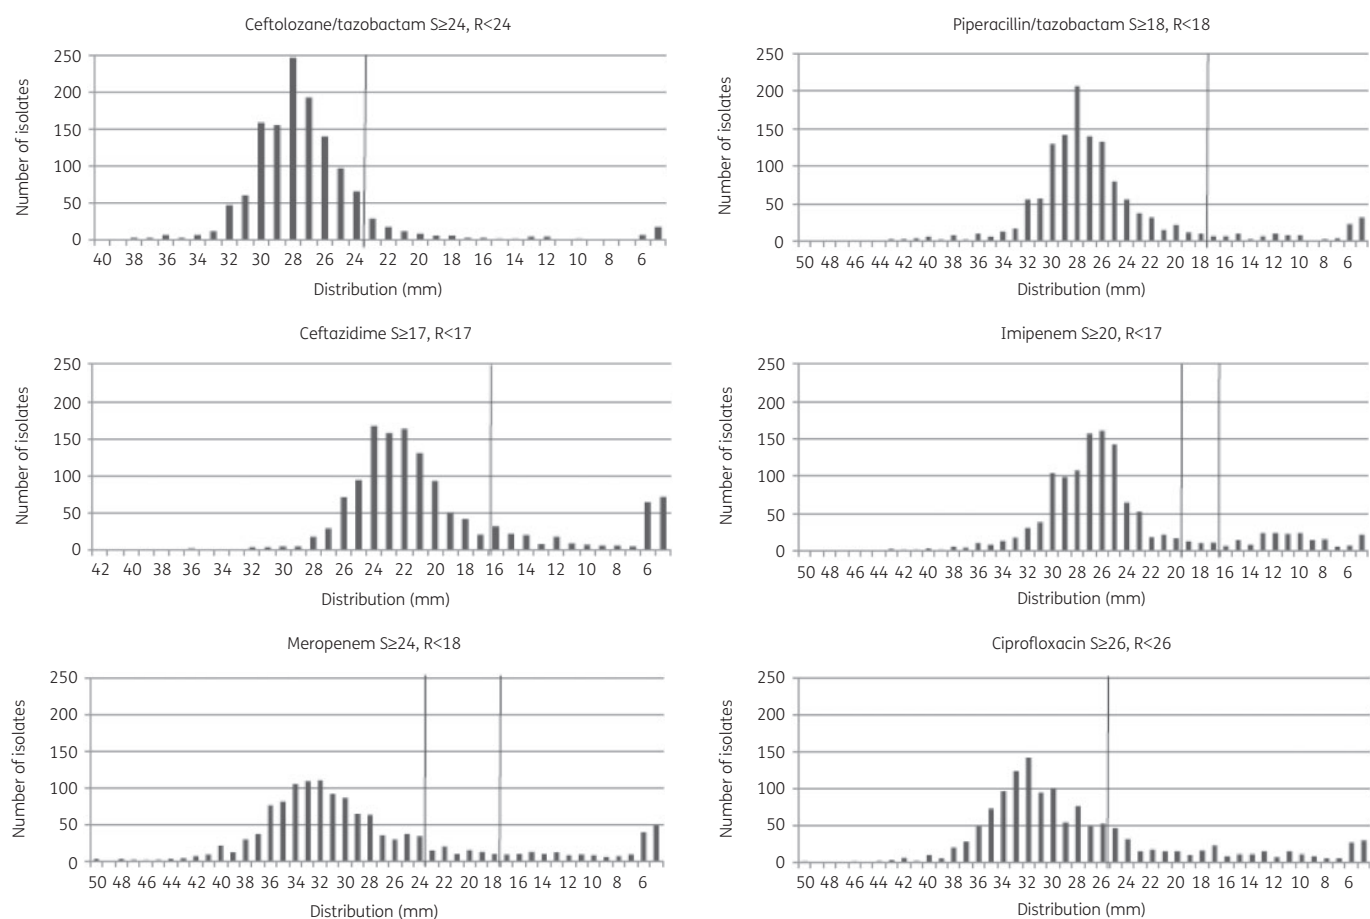 Ceftolozane/tazobactam S≥24, R<24
Number of isolates
250
200
150
100
50
0
40 38 36 34 32 30 28 26 24 22 20 18 16 14 12 10 8 6
Distribution (mm)
Piperacillin/tazobactam S≥18, R<18
Number of isolates
250
200
150
100
50
0
50 48 46 44 42 40 38 36 34 32 30 28 26 24 22 20 18 16 14 12 10 8 6
Distribution (mm)
Ceftazidime S≥17, R<17
Number of isolates
250
200
150
100
50
0
42 40 38 36 34 32 30 28 26 24 22 20 18 16 14 12 10 8 6
Distribution (mm)
Imipenem S≥20, R<17
Number of isolates
250
200
150
100
50
0
50 48 46 44 42 40 38 36 34 32 30 28 26 24 22 20 18 16 14 12 10 8 6
Distribution (mm)
Meropenem S≥24, R<18
Number of isolates
250
200
150
100
50
0
50 48 46 44 42 40 38 36 34 32 30 28 26 24 22 20 18 16 14 12 10 8 6
Distribution (mm)
Ciprofloxacin S≥26, R<26
Number of isolates
250
200
150
100
50
0
50 48 46 44 42 40 38 36 34 32 30 28 26 24 22 20 18 16 14 12 10 8 6
Distribution (mm)